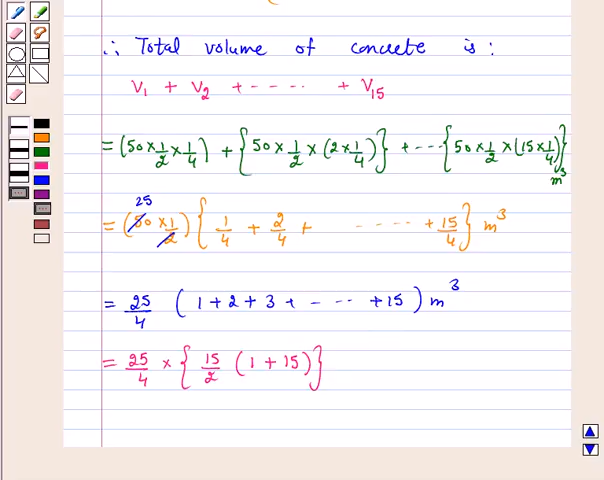 ∴ Total volume of concrete is:
V₁ + V₂ + ---- + V₁₅
= (50 × 1/2 × 1/4) + {50 × 1/2 × (2 × 1/4)} + --- {50 × 1/2 × (15 × 1/4)} m³
25
= (50 × 1/2) {1/4 + 2/4 + ---- + 15/4} m³
= 25/4 (1 + 2 + 3 + ---- + 15) m³
= 25/4 × {15/2 (1 + 15)}